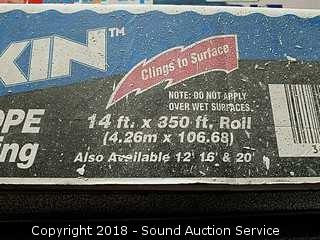 KIN™
Clings to Surface
NOTE: DO NOT APPLY
OVER WET SURFACES.
OPE
14 ft. x 350 ft. Roll
ing
(4.26m x 106.68)
Also Available 12' 16' & 20'
Copyright 2018 - Sound Auction Service